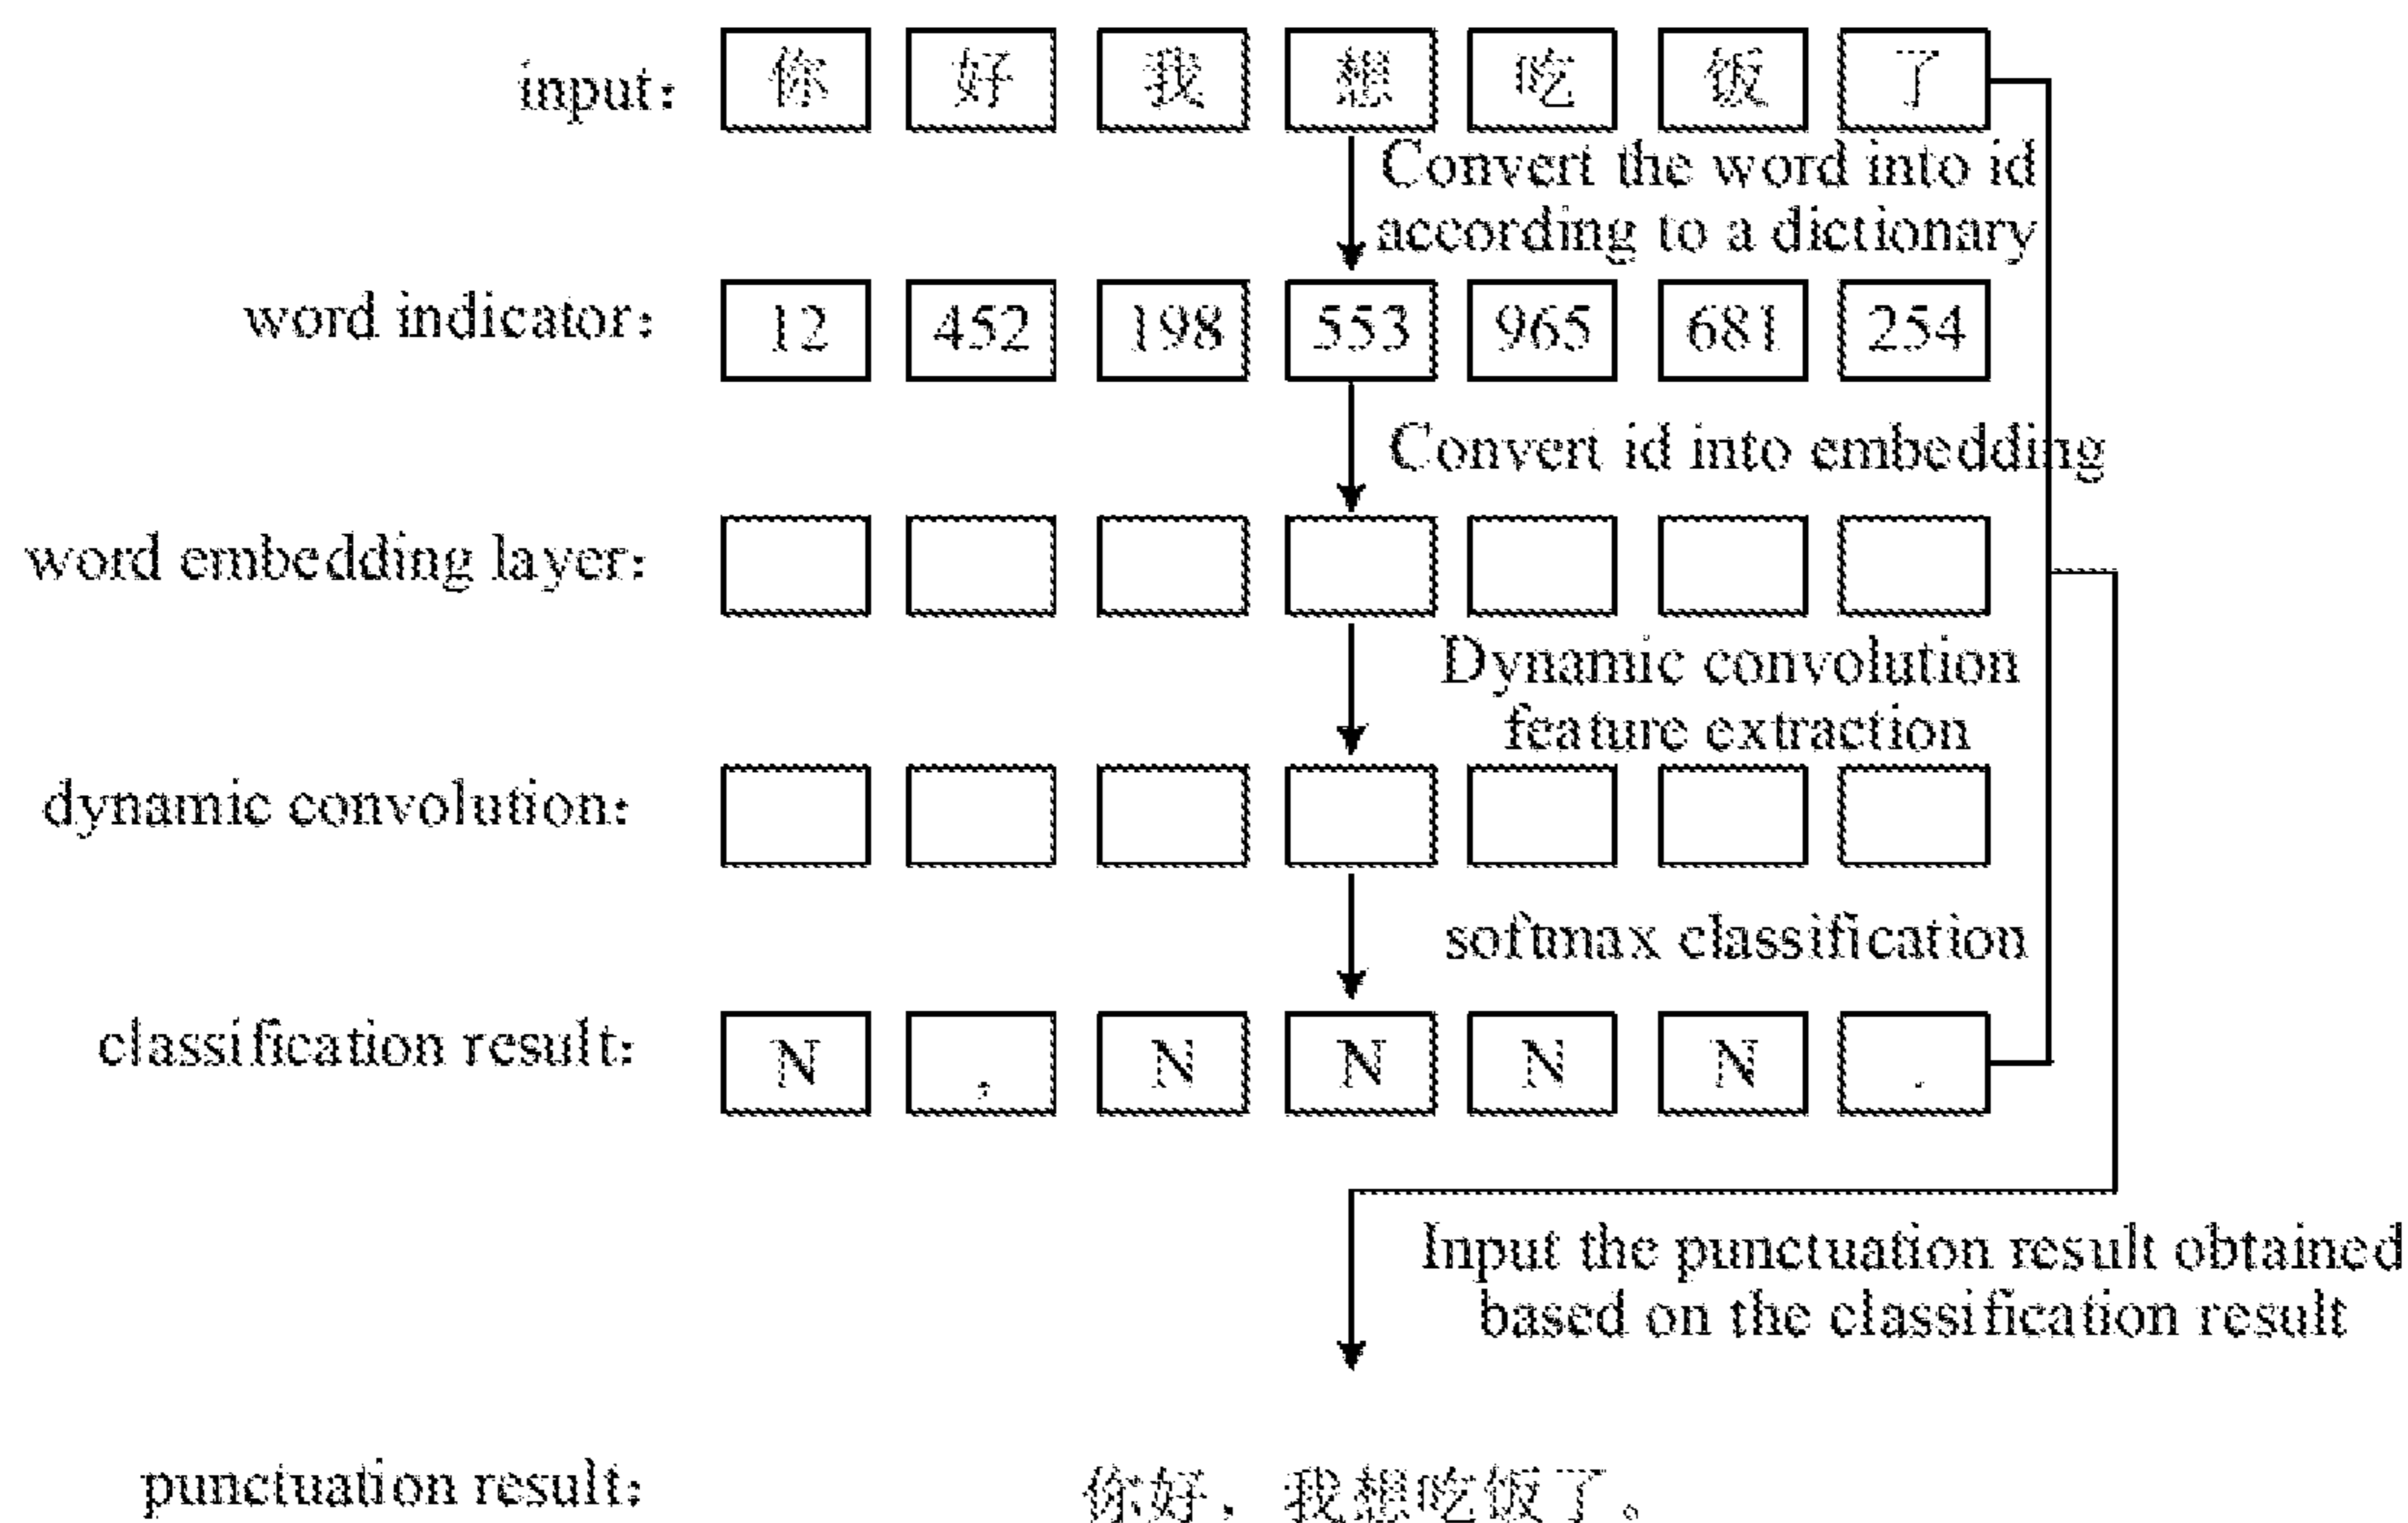 input: 你 好 我 想 吃 饭 了
Convert the word into id
according to a dictionary
word indicator: 12 452 198 553 965 681 254
Convert id into embedding
word embedding layer:
Dynamic convolution
feature extraction
dynamic convolution:
softmax classification
classification result: N , N N N N .
Input the punctuation result obtained
based on the classification result
punctuation result: 你好，我想吃饭了。